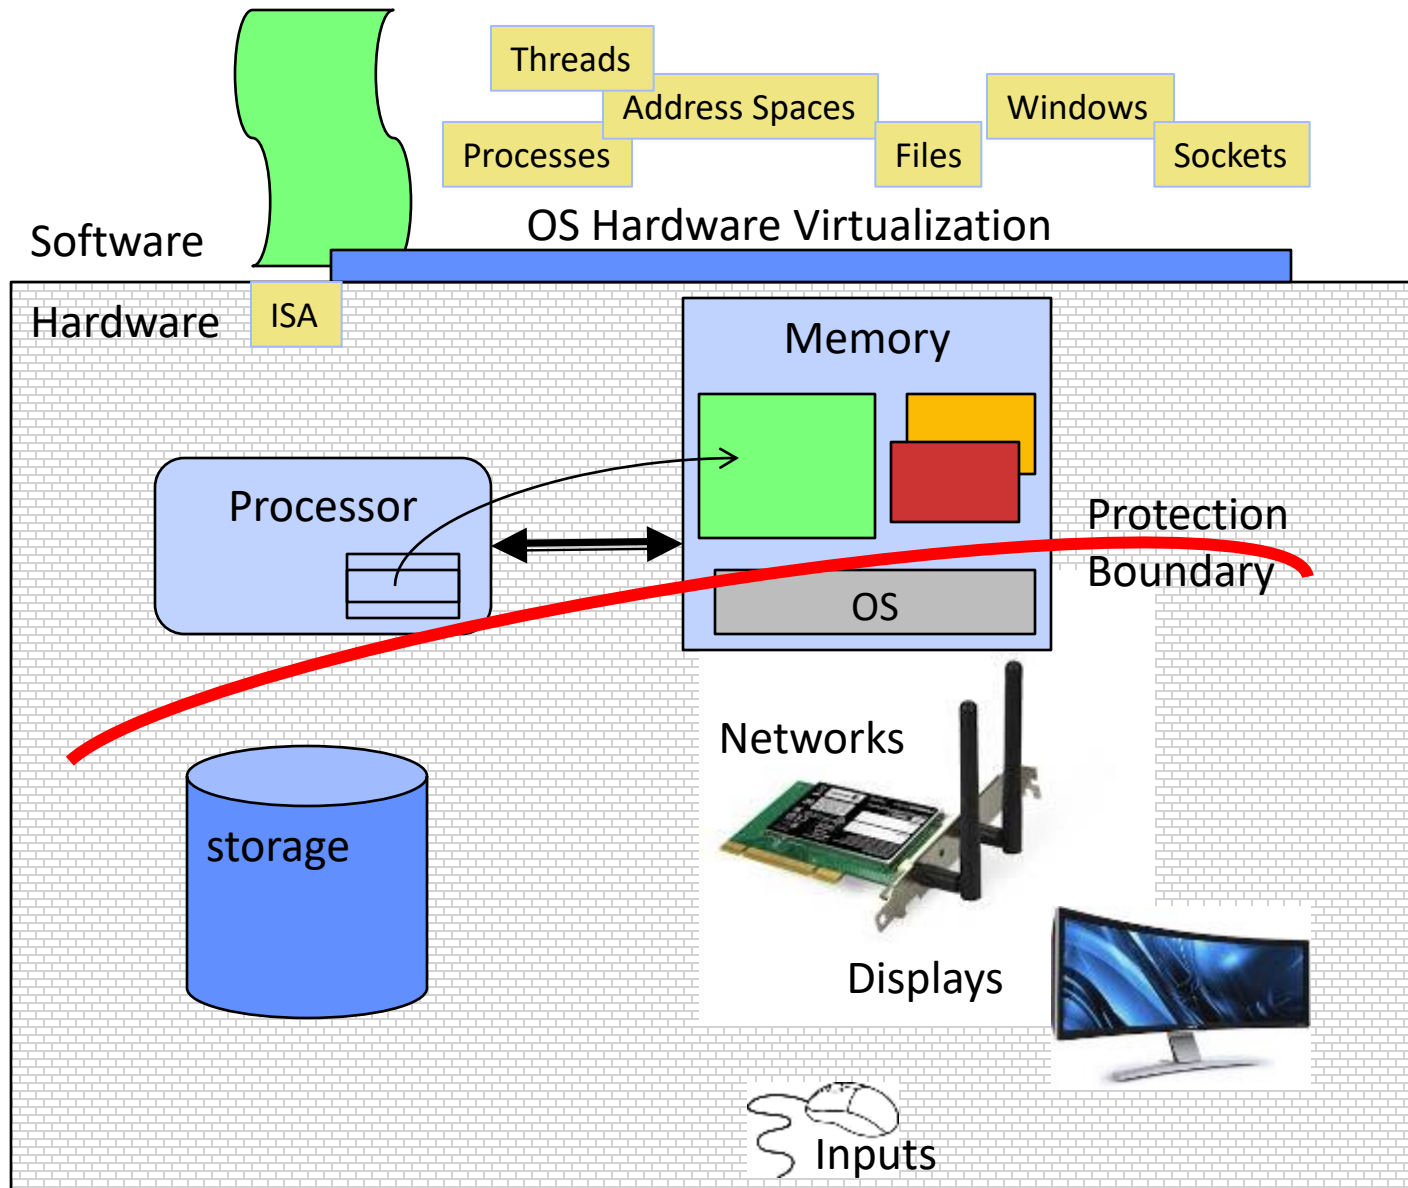 Threads
Address Spaces
Windows
Processes
Files
Sockets
Software
OS Hardware Virtualization
Hardware
ISA
Memory
Processor
Protection
Boundary
OS
Networks
storage
Displays
Inputs